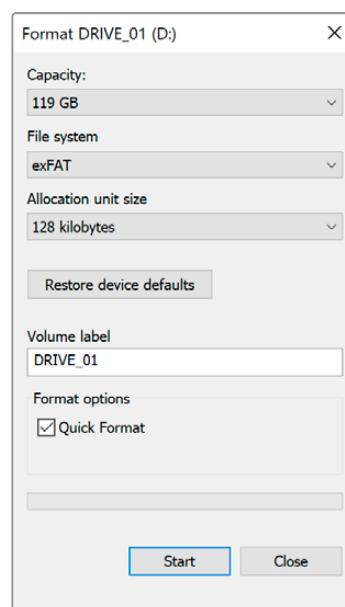 Format DRIVE_01 (D:)
Capacity:
119 GB
File system
exFAT
Allocation unit size
128 kilobytes
Restore device defaults
Volume label
DRIVE_01
Format options
Quick Format
Start Close